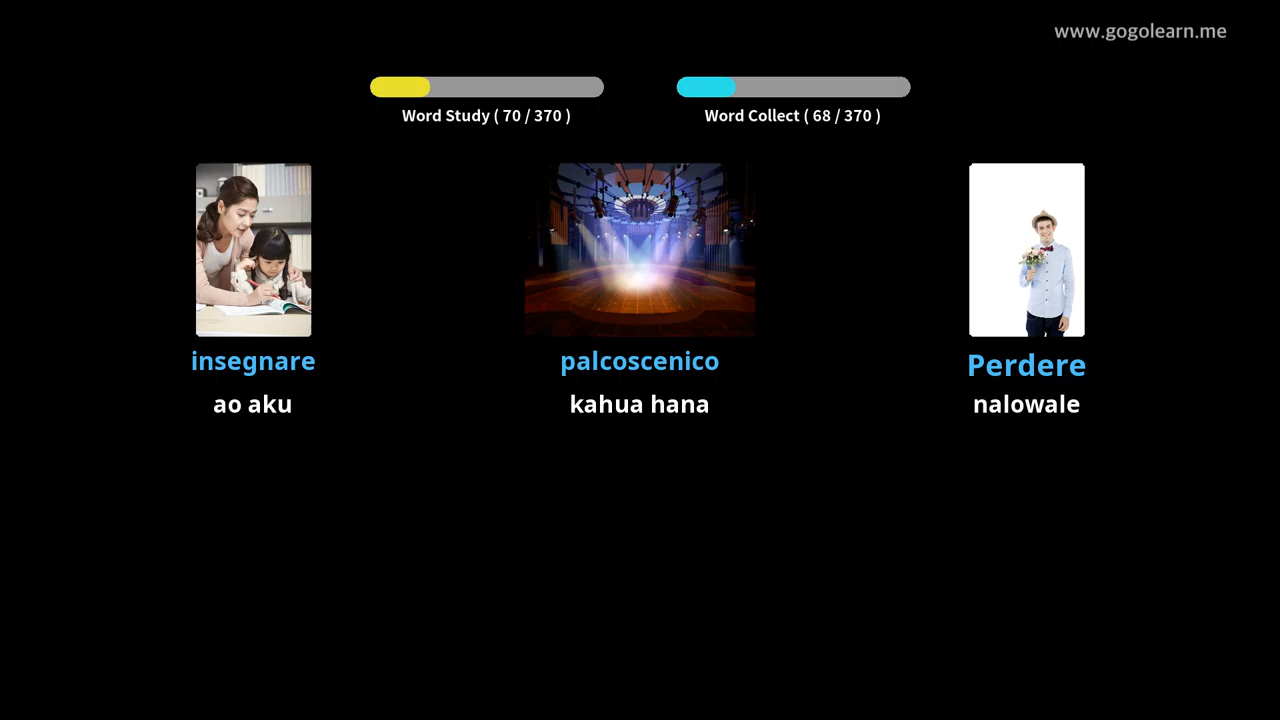 www.gogolearn.me
Word Study ( 70 / 370 )
Word Collect ( 68 / 370 )
insegnare
palcoscenico
Perdere
ao aku
kahua hana
nalowale